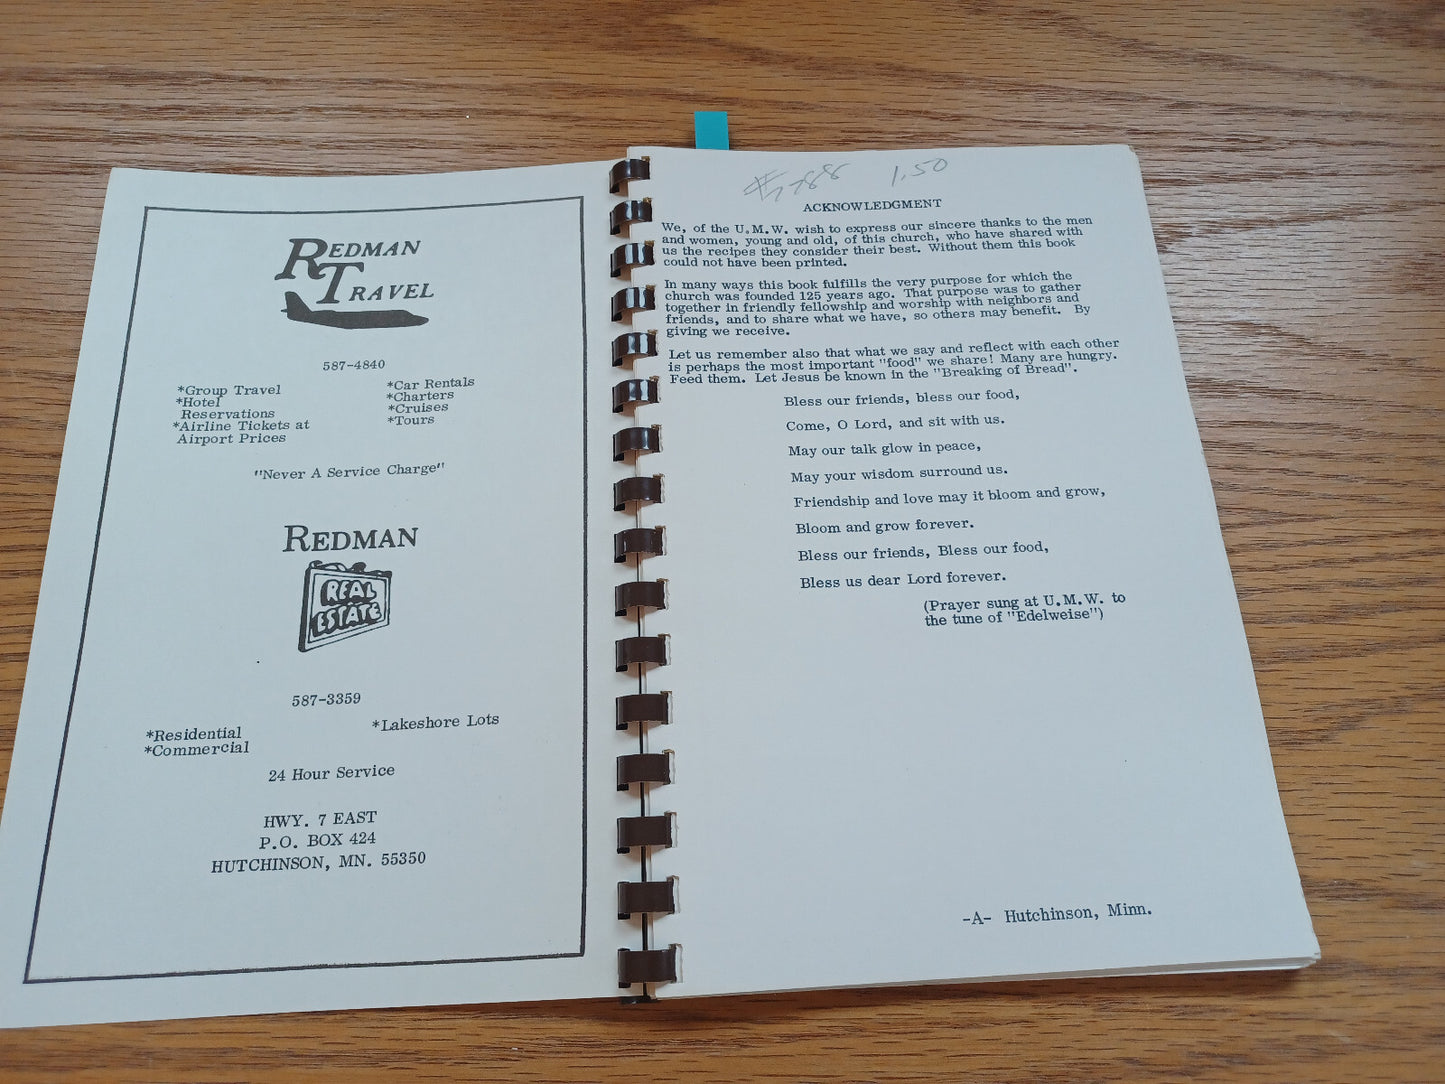 REDMAN
TRAVEL
587-4840
*Group Travel
*Hotel
Reservations
*Airline Tickets at
Airport Prices
*Car Rentals
*Charters
*Cruises
*Tours
"Never A Service Charge"
REDMAN
REAL
ESTATE
587-3359
*Residential
*Commercial
*Lakeshore Lots
24 Hour Service
HWY. 7 EAST
P.O. BOX 424
HUTCHINSON, MN. 55350
1.50
ACKNOWLEDGMENT
We, of the U.M.W. wish to express our sincere thanks to the men
and women, young and old, of this church, who have shared with
us the recipes they consider their best. Without them this book
could not have been printed.
In many ways this book fulfills the very purpose for which the
church was founded 125 years ago. That purpose was to gather
together in friendly fellowship and worship with neighbors and
friends, and to share what we have, so others may benefit. By
giving we receive.
Let us remember also that what we say and reflect with each other
is perhaps the most important "food" we share! Many are hungry.
Feed them. Let Jesus be known in the "Breaking of Bread".
Bless our friends, bless our food,
Come, O Lord, and sit with us.
May our talk glow in peace,
May your wisdom surround us.
Friendship and love may it bloom and grow,
Bloom and grow forever.
Bless our friends, Bless our food,
Bless us dear Lord forever.
(Prayer sung at U.M.W. to
the tune of "Edelweise")
-A- Hutchinson, Minn.